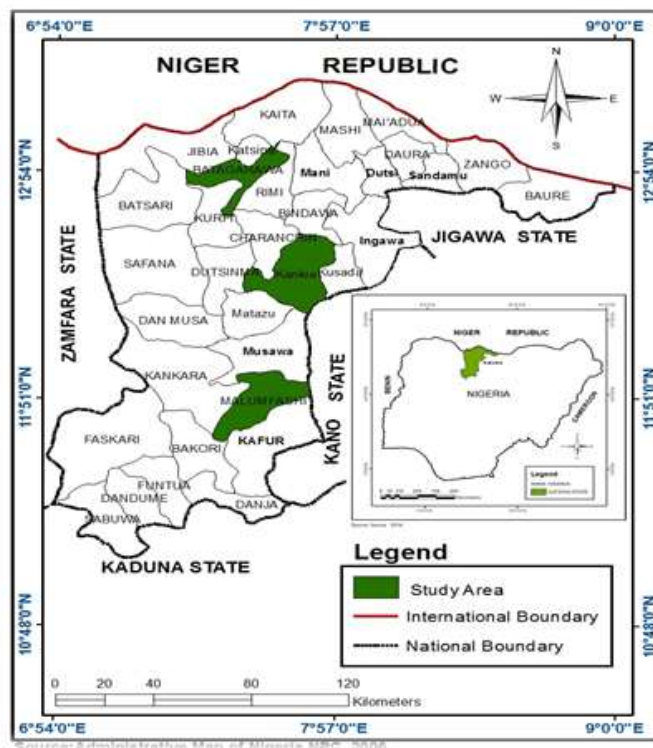 6°54'0"E 7°57'0"E 9°0'0"E
NIGER REPUBLIC
N
W E
S
KAITA
MASHI
MAI'ADUA
JIBIA
Katsina
DAURA
ZANGO
BATAGARAWA
Mani
Dutsi
Sandamu
12°54'0"N
12°54'0"N
RIMI
BAURE
BATSARI
KURFI
BINDAWA
CHARANCHIN
Ingawa
JIGAWA STATE
SAFANA
DUTSINMA
Kankia
Kusada
ZAMFARA STATE
DAN MUSA
Matazu
Musawa
KANKARA
MALUMFASHI
KANO STATE
11°51'0"N
11°51'0"N
FASKARI
BAKORI
KAFUR
FUNTUA
DANDUME
DANJA
SABUWA
KADUNA STATE
NIGER REPUBLIC
BENIN
NIGERIA
CAMEROON
Legend
Legend
Study Area
International Boundary
National Boundary
10°48'0"N
10°48'0"N
0 20 40 80 120
Kilometers
6°54'0"E 7°57'0"E 9°0'0"E
Source:Administrative Map of Nigeria NPC, 2006